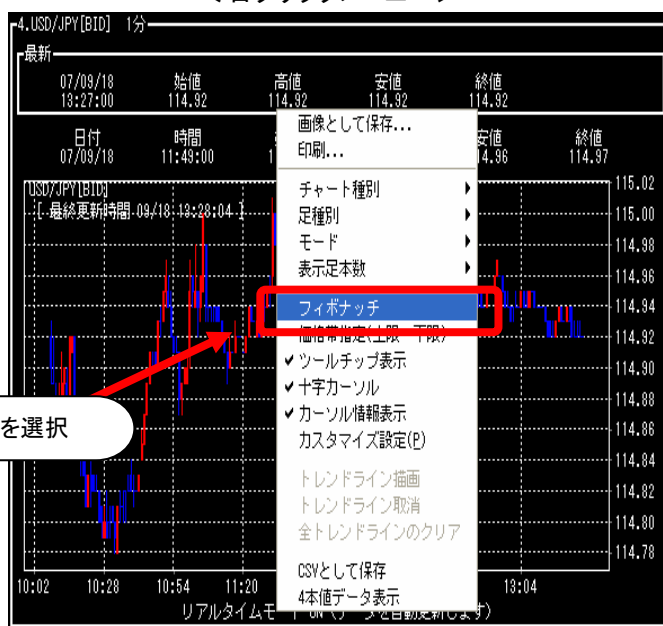 4.USD/JPY[BID] 1分
最新
07/09/18 始値 高値 安値 終値
13:27:00 114.92 114.92 114.92 114.92
日付 時間 安値 終値
07/09/18 11:49:00 14.96 114.97
USD/JPY[BID]
[ 最終更新時間 09/18 13:28:04 ]
画像として保存...
印刷...
チャート種別
足種別
モード
表示足本数
フィボナッチ
価格帯指定(上限 下限)
✔ツールチップ表示
✔十字カーソル
✔カーソル情報表示
カスタマイズ設定(P)
トレンドライン描画
トレンドライン取消
全トレンドラインのクリア
CSVとして保存
4本値データ表示
を選択
115.02
115.00
114.98
114.96
114.94
114.92
114.90
114.88
114.86
114.84
114.82
114.80
114.78
10:02 10:28 10:54 11:20 13:04